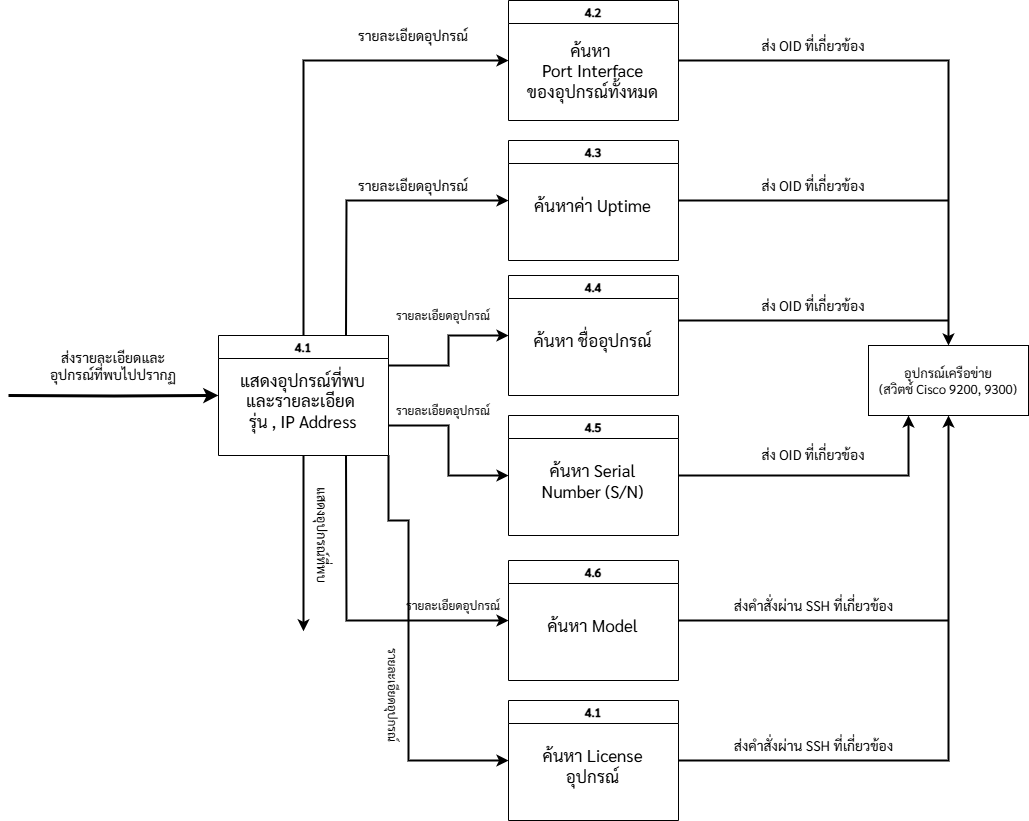 4.2
รายละเอียดอุปกรณ์
ค้นหา
Port Interface
ของอุปกรณ์ทั้งหมด
ส่ง OID ที่เกี่ยวข้อง
4.3
รายละเอียดอุปกรณ์
ค้นหาค่า Uptime
ส่ง OID ที่เกี่ยวข้อง
4.4
รายละเอียดอุปกรณ์
ค้นหา ชื่ออุปกรณ์
ส่ง OID ที่เกี่ยวข้อง
4.1
ส่งรายละเอียดและ
อุปกรณ์ที่พบไปปรากฏ
แสดงอุปกรณ์ที่พบ
และรายละเอียด
รุ่น , IP Address
อุปกรณ์เครือข่าย
(สวิตช์ Cisco 9200, 9300)
รายละเอียดอุปกรณ์
4.5
ค้นหา Serial
Number (S/N)
ส่ง OID ที่เกี่ยวข้อง
แสดงอุปกรณ์ที่พบ
4.6
รายละเอียดอุปกรณ์
ค้นหา Model
ส่งคำสั่งผ่าน SSH ที่เกี่ยวข้อง
รายละเอียดอุปกรณ์
4.1
ค้นหา License
อุปกรณ์
ส่งคำสั่งผ่าน SSH ที่เกี่ยวข้อง